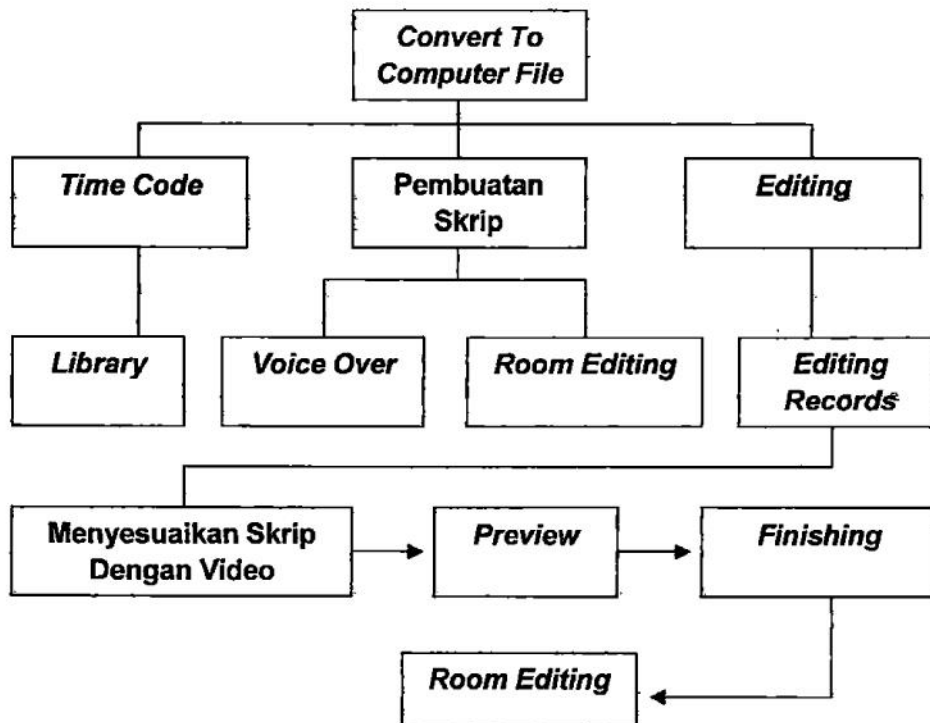 Convert To
Computer File
Time Code
Pembuatan
Skrip
Editing
Library
Voice Over
Room Editing
Editing
Records
Menyesuaikan Skrip
Dengan Video
Preview
Finishing
Room Editing